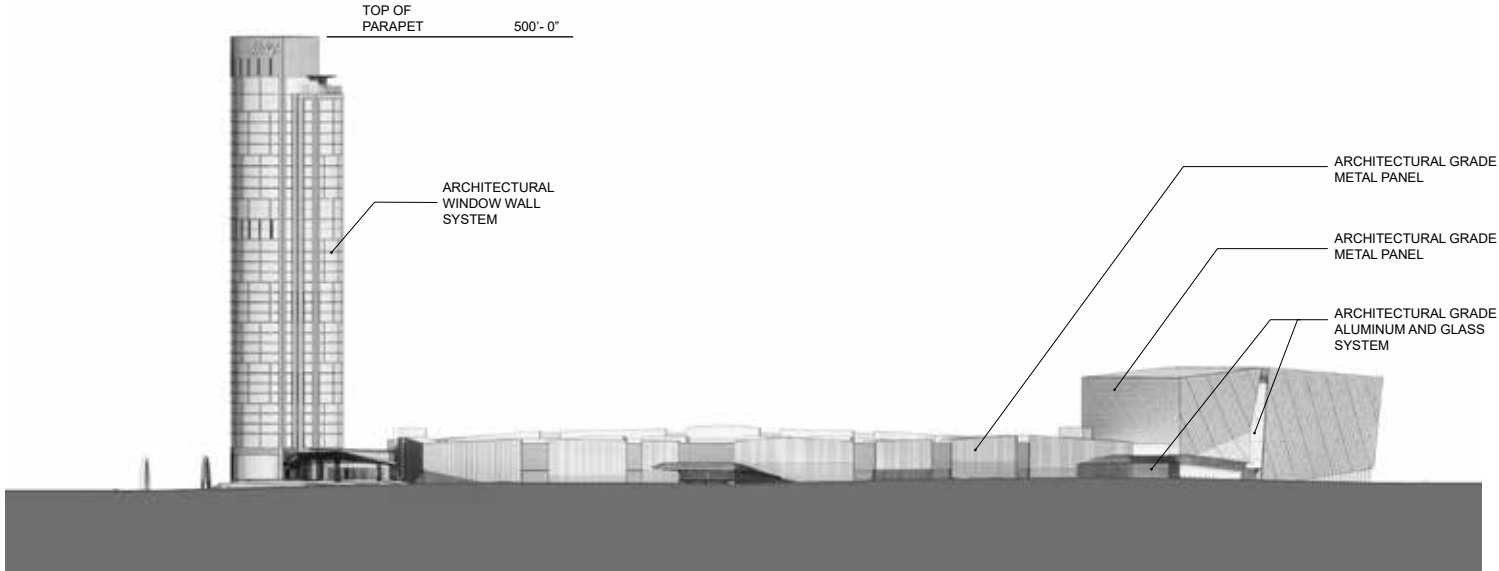 TOP OF
PARAPET 500'- 0"
ARCHITECTURAL
WINDOW WALL
SYSTEM
ARCHITECTURAL GRADE
METAL PANEL
ARCHITECTURAL GRADE
METAL PANEL
ARCHITECTURAL GRADE
ALUMINUM AND GLASS
SYSTEM